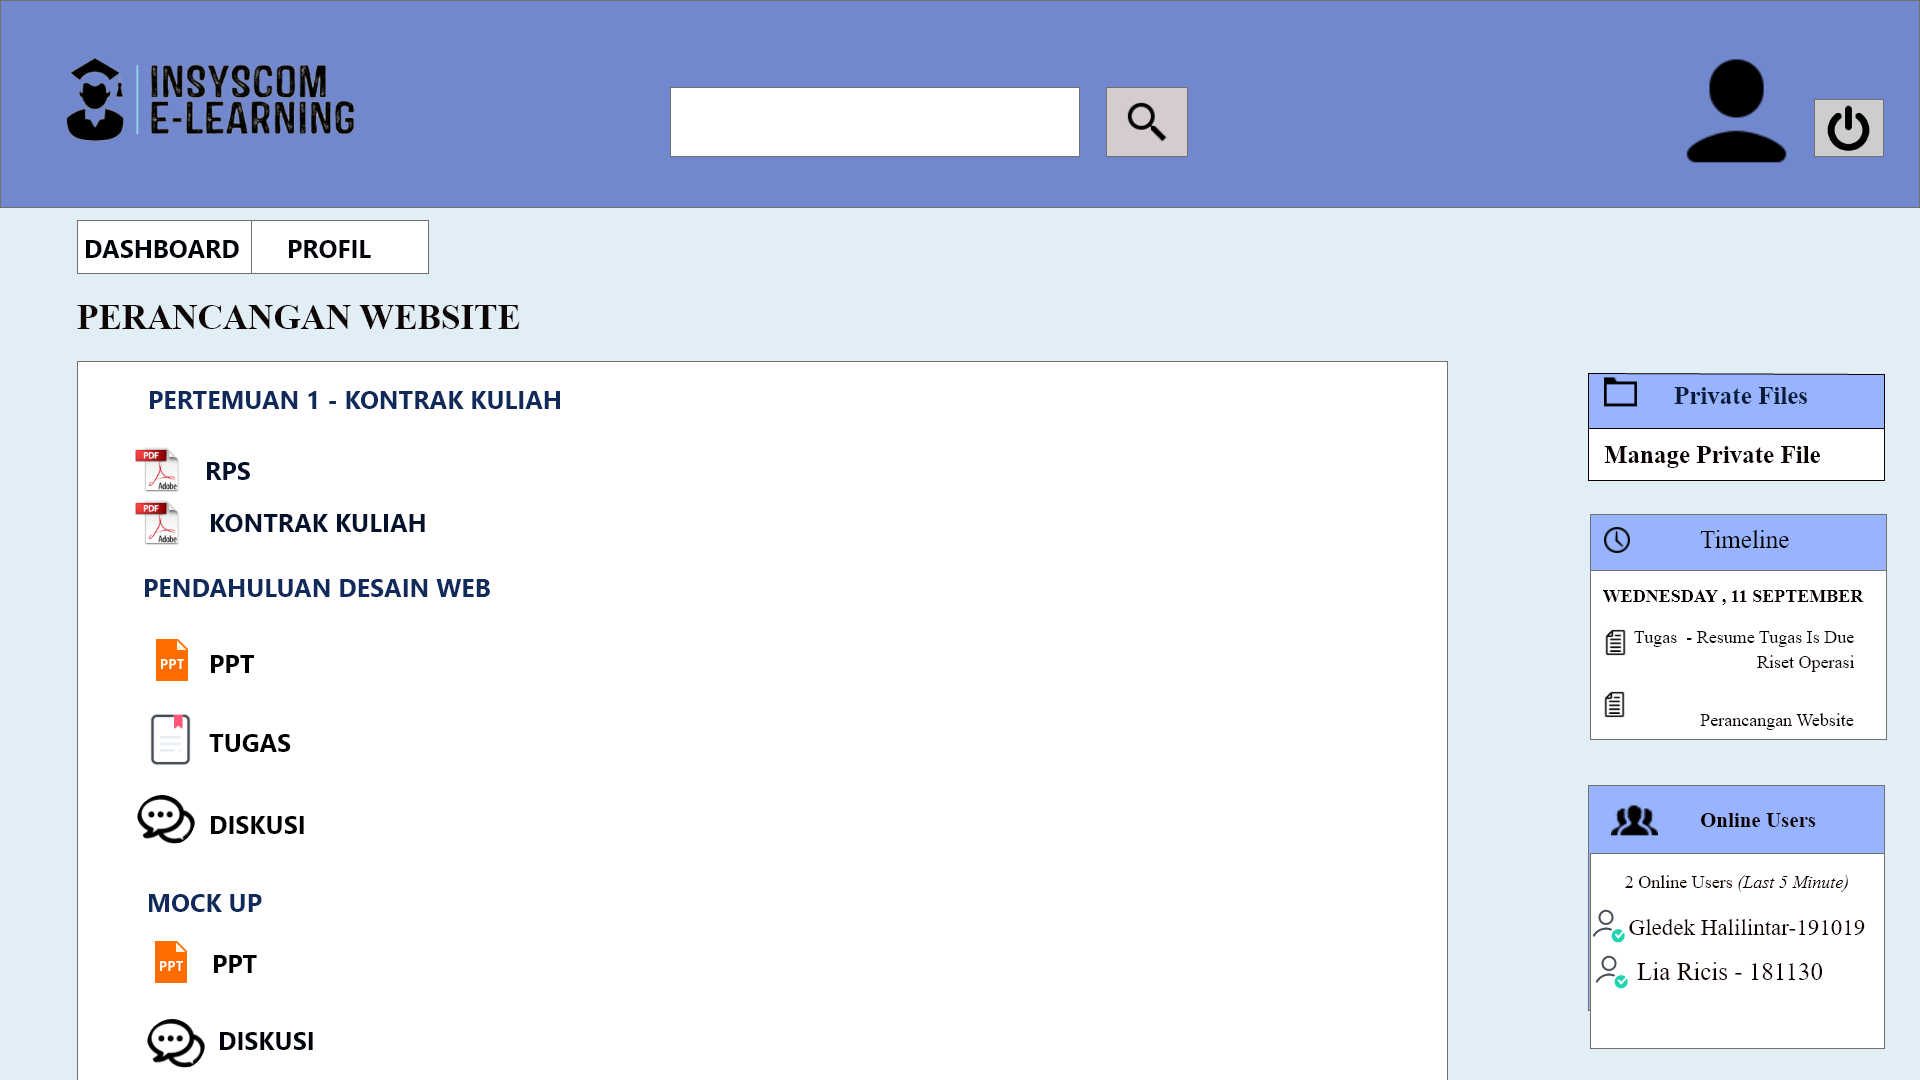 INSYSCOM
E-LEARNING
DASHBOARD
PROFIL
PERANCANGAN WEBSITE
PERTEMUAN 1 - KONTRAK KULIAH
PDF
Adobe
RPS
PDF
Adobe
KONTRAK KULIAH
PENDAHULUAN DESAIN WEB
PPT
PPT
TUGAS
DISKUSI
MOCK UP
PPT
PPT
DISKUSI
Private Files
Manage Private File
Timeline
WEDNESDAY , 11 SEPTEMBER
Tugas - Resume Tugas Is Due
Riset Operasi
Perancangan Website
Online Users
2 Online Users (Last 5 Minute)
Gledek Halilintar-191019
Lia Ricis - 181130